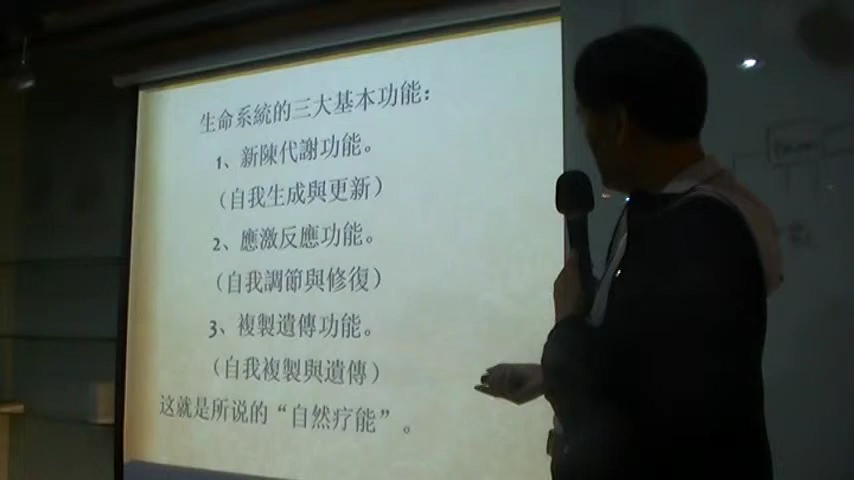 生命系統的三大基本功能：
1、新陳代謝功能。
（自我生成與更新）
2、應激反應功能。
（自我調節與修復）
3、複製遺傳功能。
（自我複製與遺傳）
这就是所说的“自然疗能”。